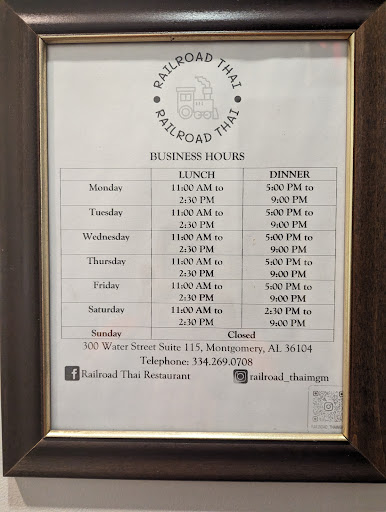 RAILROAD THAI
RAILROAD THAI
BUSINESS HOURS
LUNCH DINNER
Monday 11:00 AM to 5:00 PM to
2:30 PM 9:00 PM
Tuesday 11:00 AM to 5:00 PM to
2:30 PM 9:00 PM
Wednesday 11:00 AM to 5:00 PM to
2:30 PM 9:00 PM
Thursday 11:00 AM to 5:00 PM to
2:30 PM 9:00 PM
Friday 11:00 AM to 5:00 PM to
2:30 PM 9:00 PM
Saturday 11:00 AM to 2:30 PM to
2:30 PM 9:00 PM
Sunday Closed
300 Water Street Suite 115, Montgomery, AL 36104
Telephone: 334.269.0708
f Railroad Thai Restaurant railroad_thaimgm